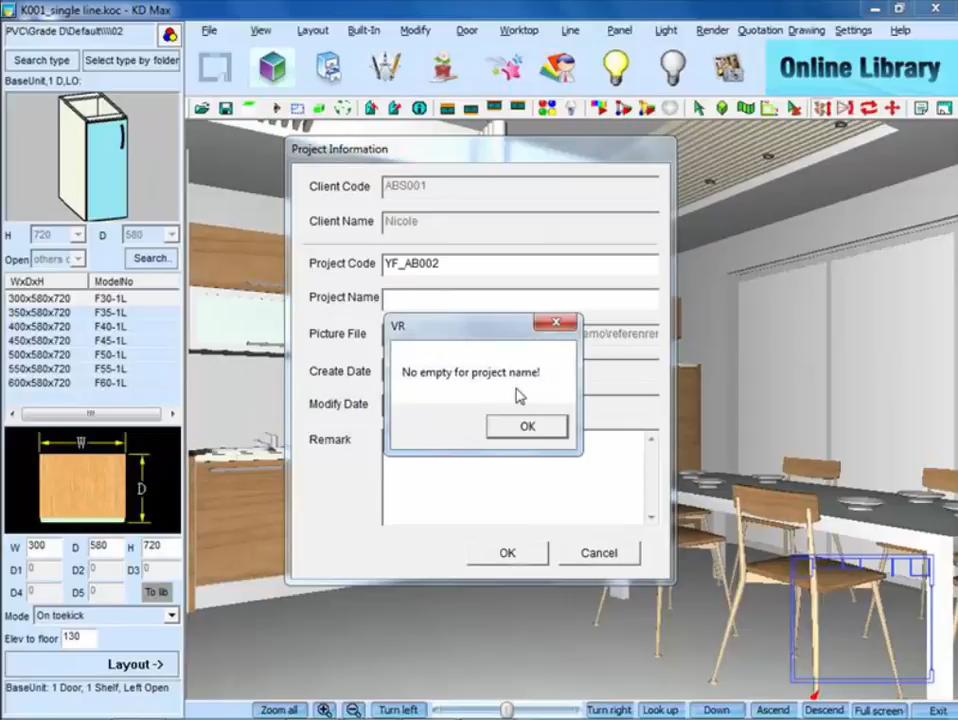 K001_single line.koc - KD Max
PVC\Grade D\Default\\\\02
File View Layout Built-In Modify Door Worktop Line Panel Light Render Quotation Drawing Settings Help
Search type Select type by folder
BaseUnit,1 D,LO:
Online Library
H 720 D 580
Open others Search..
WxDxH ModelNo
300x580x720 F30-1L
350x580x720 F35-1L
400x580x720 F40-1L
450x580x720 F45-1L
500x580x720 F50-1L
550x580x720 F55-1L
600x580x720 F60-1L
W
D
W 300 D 580 H 720
D1 0 D2 0 D3 0
D4 0 D5 0 To lib
Mode On toekick
Elev to floor 130
Layout ->
BaseUnit: 1 Door, 1 Shelf, Left Open
Project Information
Client Code ABS001
Client Name Nicole
Project Code YF_AB002
Project Name
Picture File
Create Date
Modify Date
Remark
OK Cancel
VR
No empty for project name!
OK
Zoom all Turn left Turn right Look up Down Ascend Descend Full screen Exit